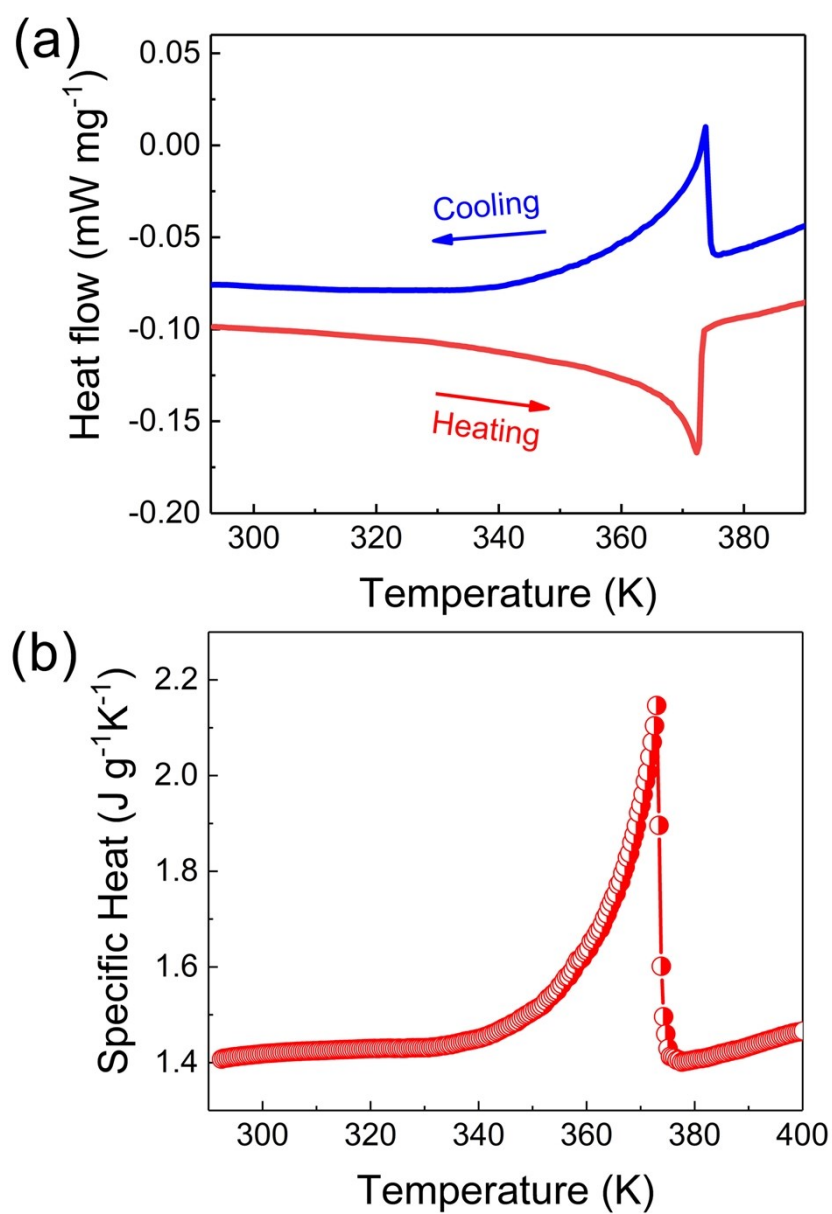 (a)
Heat flow (mW mg⁻¹)
0.05
0.00
-0.05
-0.10
-0.15
-0.20
Cooling
Heating
300 320 340 360 380
Temperature (K)
(b)
Specific Heat (J g⁻¹K⁻¹)
2.2
2.0
1.8
1.6
1.4
300 320 340 360 380 400
Temperature (K)